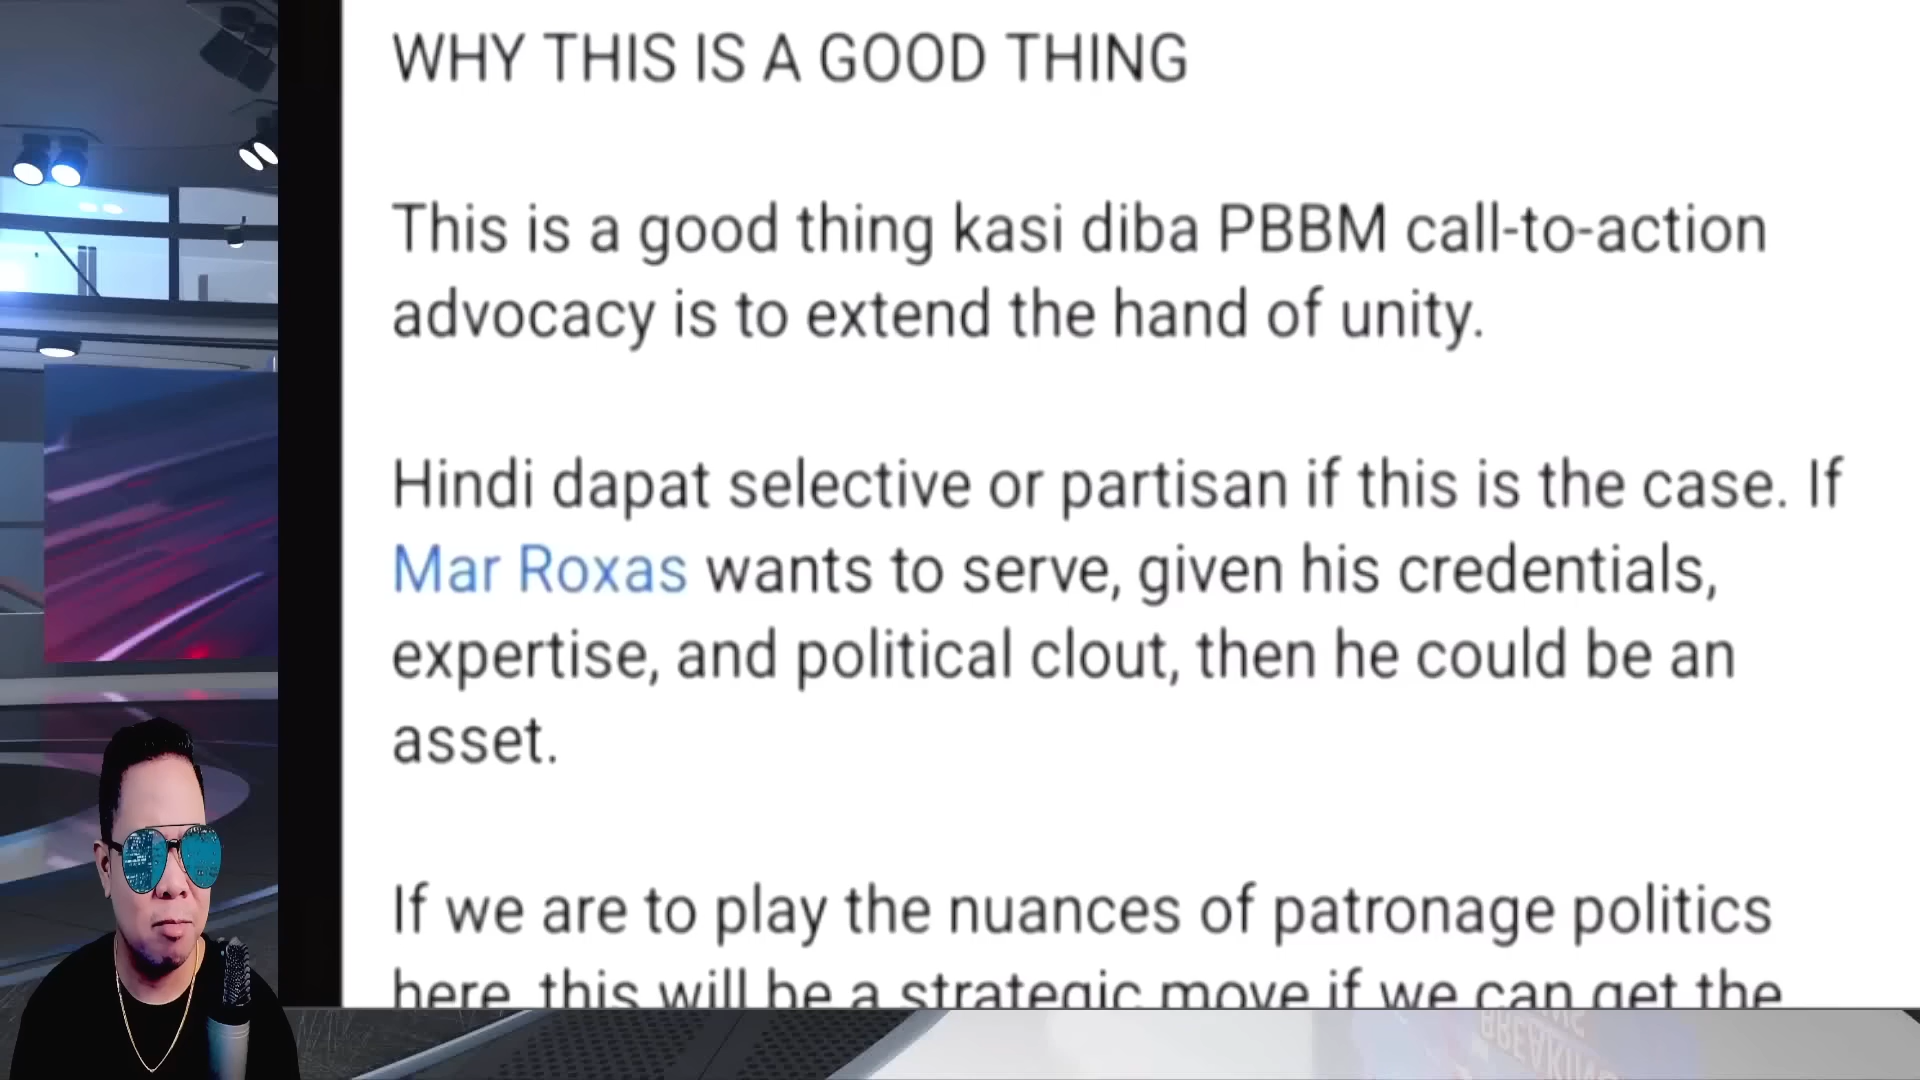 WHY THIS IS A GOOD THING
This is a good thing kasi diba PBBM call-to-action
advocacy is to extend the hand of unity.
Hindi dapat selective or partisan if this is the case. If
Mar Roxas wants to serve, given his credentials,
expertise, and political clout, then he could be an
asset.
If we are to play the nuances of patronage politics
here, this will be a strategic move if we can get the
BREAKING